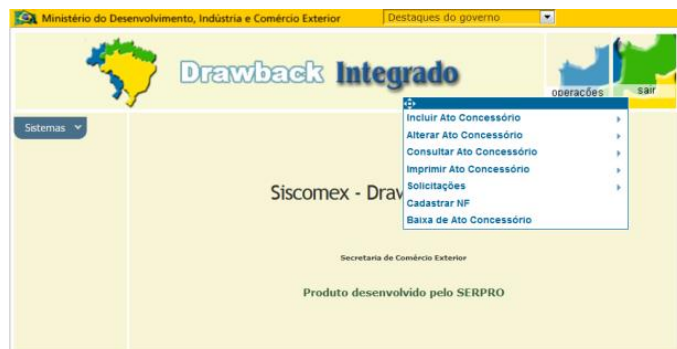 Ministério do Desenvolvimento, Indústria e Comércio Exterior
Destaques do governo
Drawback Integrado
operações
sair
Sistemas
Incluir Ato Concessório
Alterar Ato Concessório
Consultar Ato Concessório
Imprimir Ato Concessório
Solicitações
Cadastrar NF
Baixa de Ato Concessório
Siscomex - Drav
Secretaria de Comércio Exterior
Produto desenvolvido pelo SERPRO